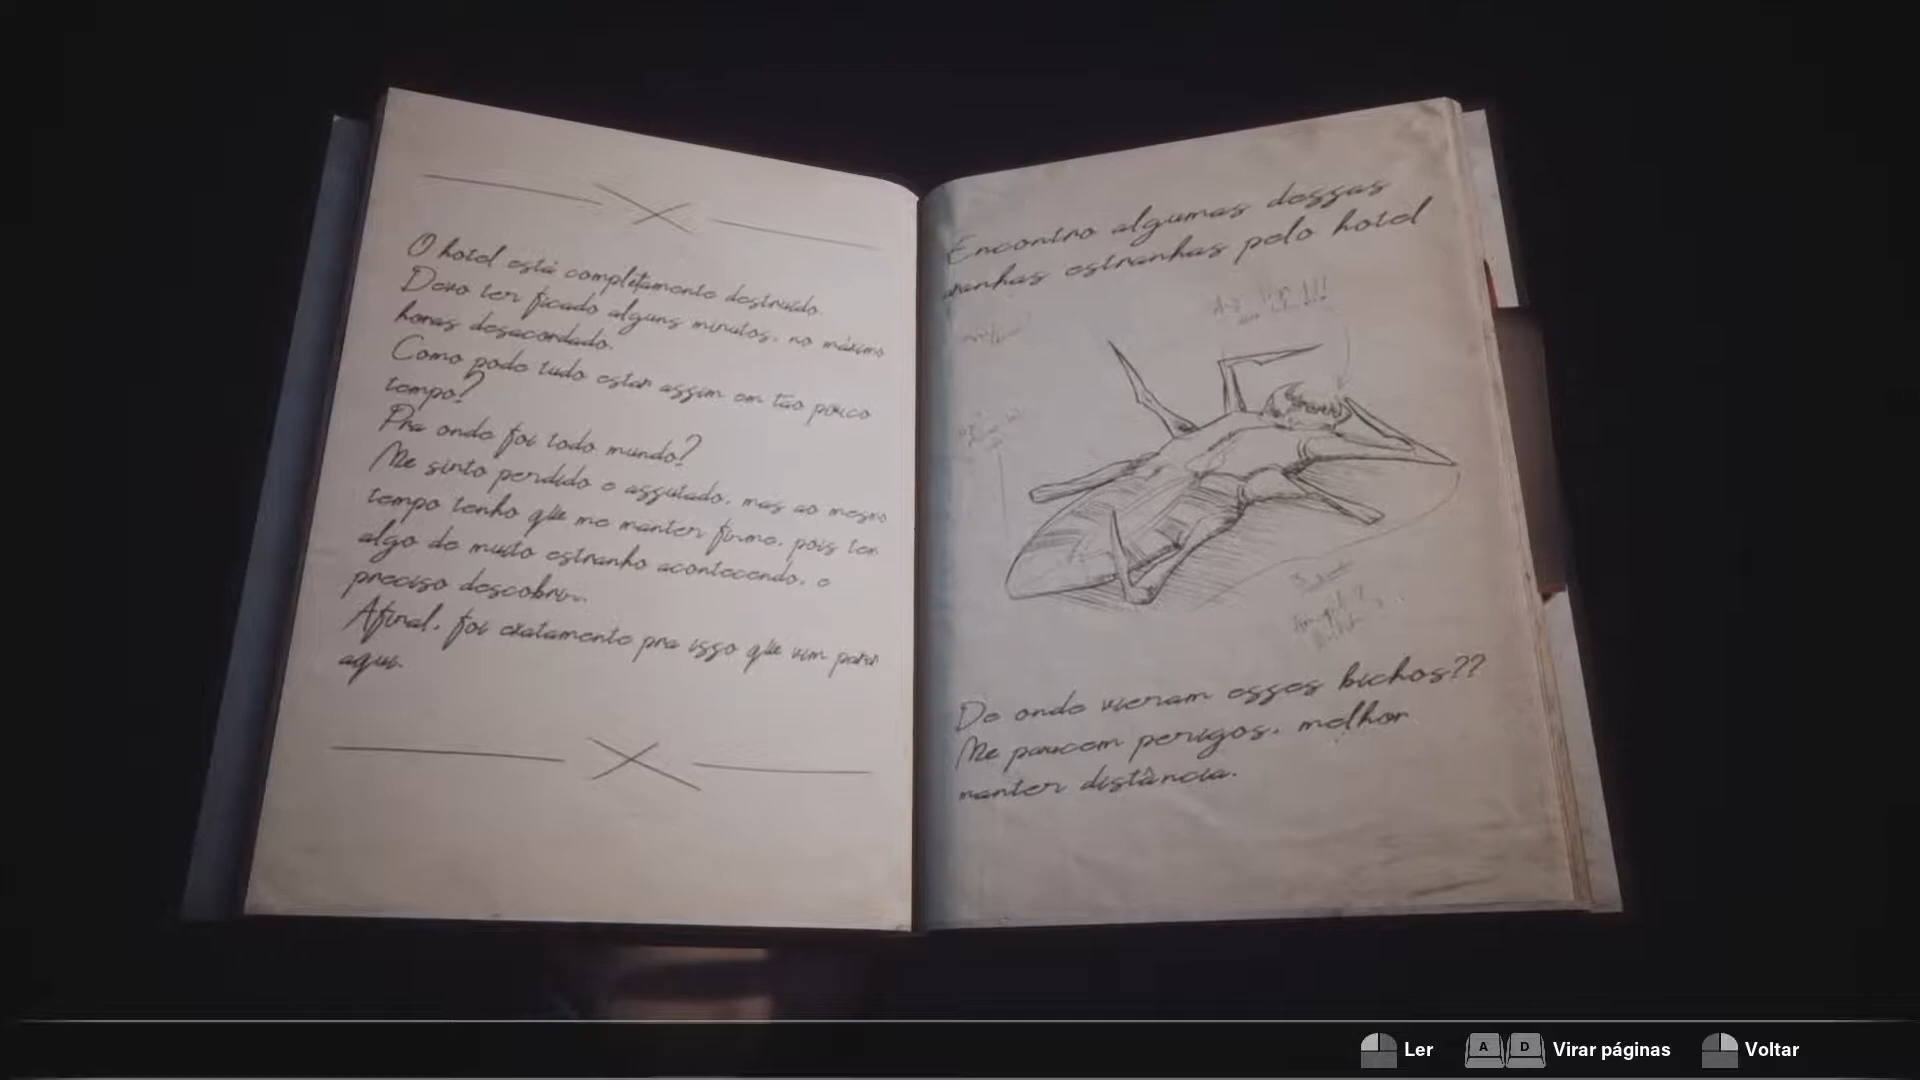 O hotel está completamente destruído.
Devo ter ficado alguns minutos, no máximo
horas desacordado.
Como pode tudo estar assim em tão pouco
tempo?
Pra onde foi todo mundo?
Me sinto perdido e assutado, mas ao mesmo
tempo tenho que me manter firme, pois tem
algo de muito estranho acontecendo, e
preciso descobrir...
Afinal, foi exatamente pra isso que vim parar
aqui.
Encontro algumas dessas
aranhas estranhas pelo hotel
De onde vieram esses bichos??
Me parecem perigos, melhor
manter distância.
Ler
A D Virar páginas
Voltar